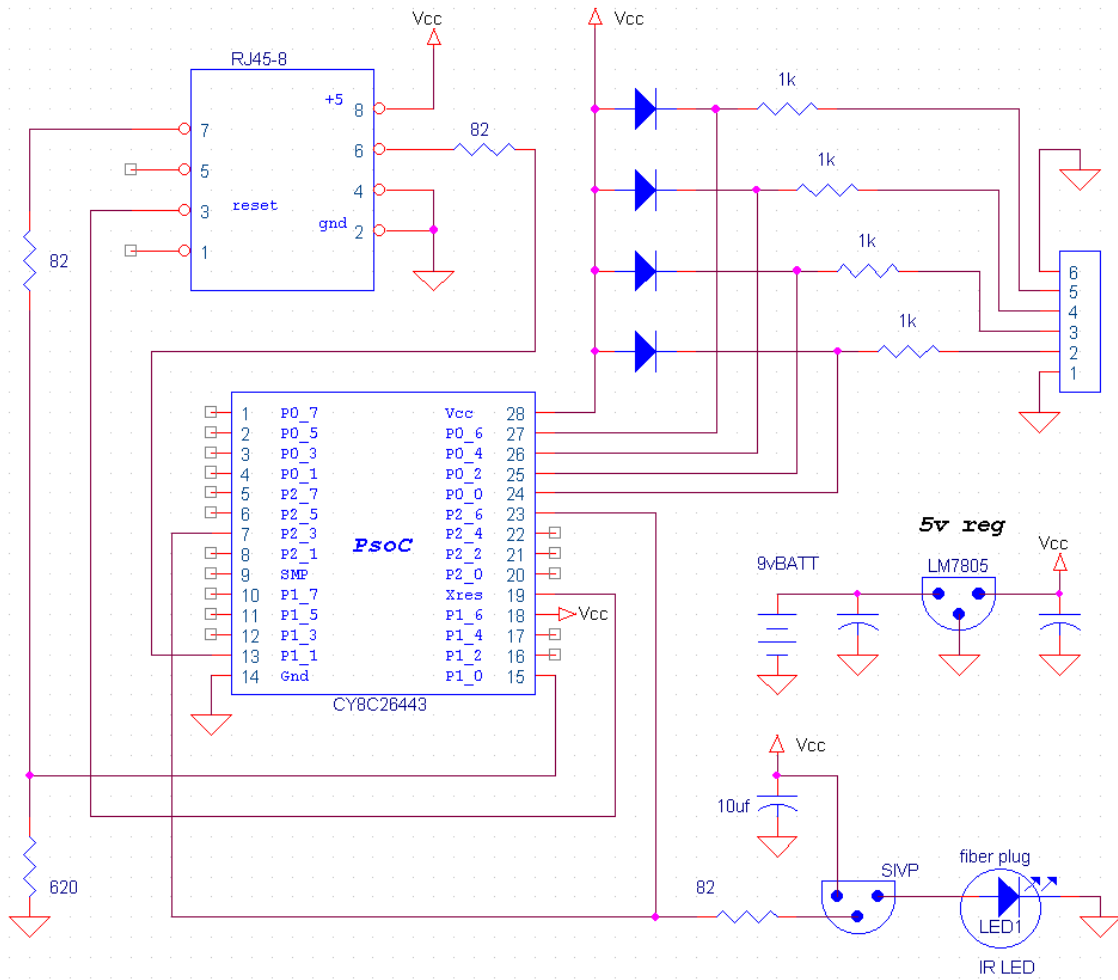 Vcc
Vcc
RJ45-8
+5
8
7
6
5
4
reset
3
gnd
2
1
82
82
1k
1k
1k
1k
6
5
4
3
2
1
1 P0_7 Vcc 28
2 P0_5 P0_6 27
3 P0_3 P0_4 26
4 P0_1 P0_2 25
5 P2_7 P0_0 24
6 P2_5 P2_6 23
7 P2_3 P2_4 22
8 P2_1 P2_2 21
9 SMP P2_0 20
10 P1_7 Xres 19
11 P1_5 P1_6 18
12 P1_3 P1_4 17
13 P1_1 P1_2 16
14 Gnd P1_0 15
PsoC
Vcc
CY8C26443
5v reg
9vBATT
LM7805
Vcc
Vcc
10uf
620
82
SIVP
fiber plug
LED1
IR LED